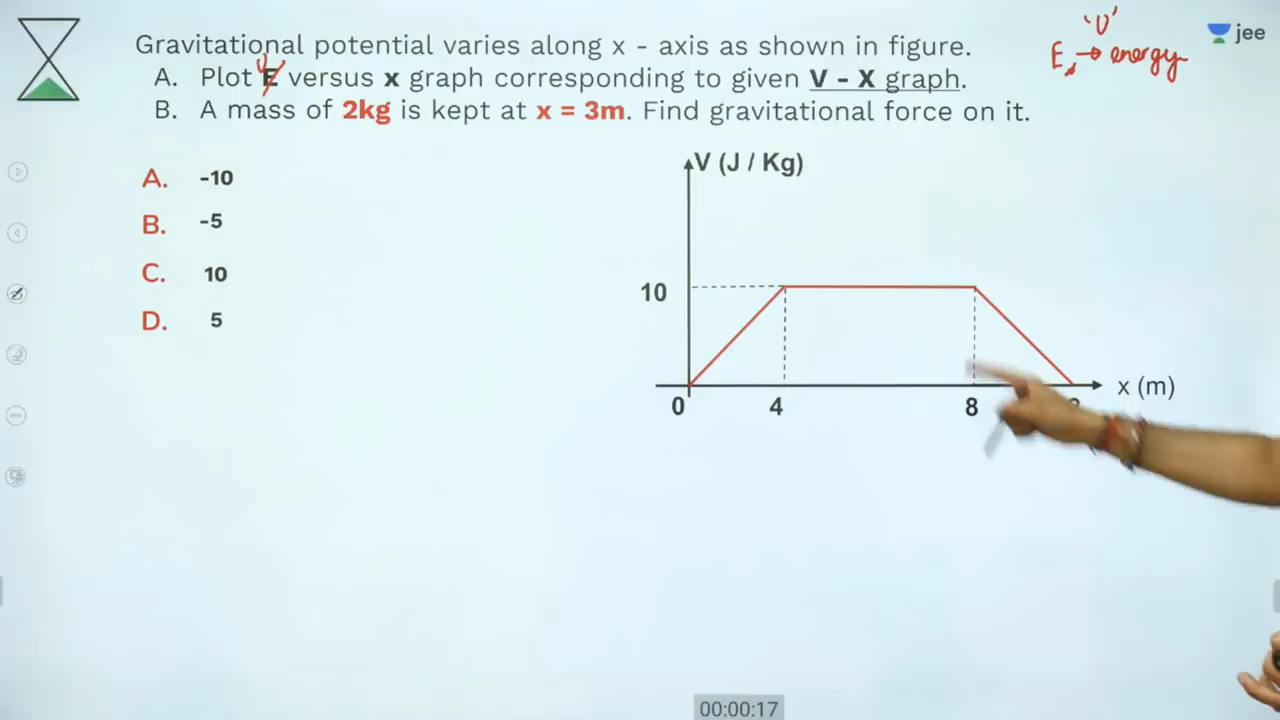 Gravitational potential varies along x - axis as shown in figure.
A. Plot E versus x graph corresponding to given V - X graph.
B. A mass of 2kg is kept at x = 3m. Find gravitational force on it.
'U'
E → energy
jee
A. -10
B. -5
C. 10
D. 5
V (J / Kg)
10
0
4
8
x (m)
00:00:17